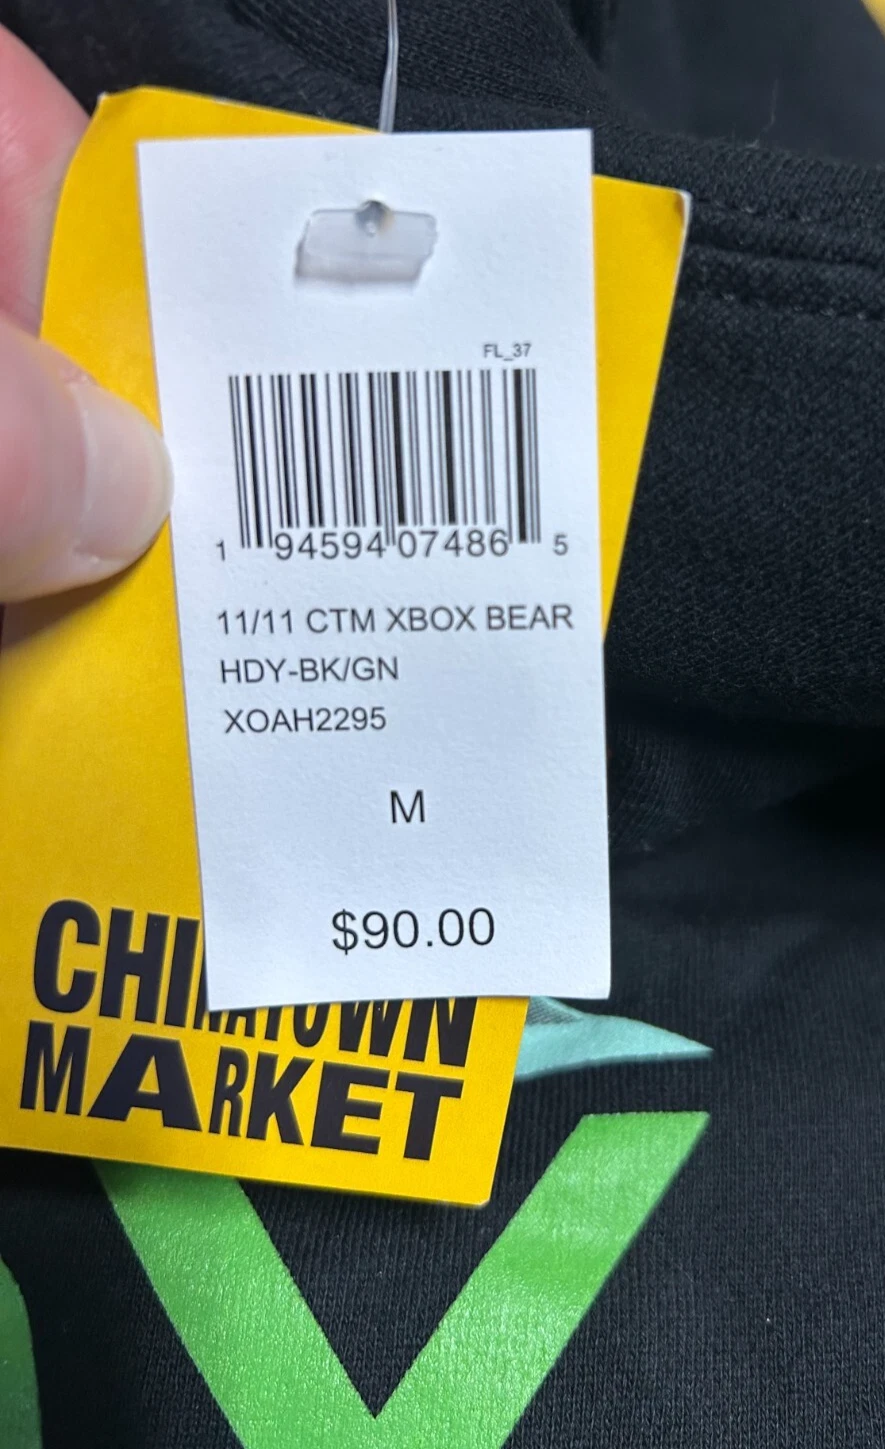 FL_37
1 94594 07486 5
11/11 CTM XBOX BEAR
HDY-BK/GN
XOAH2295
M
$90.00
CHINATOWN
MARKET